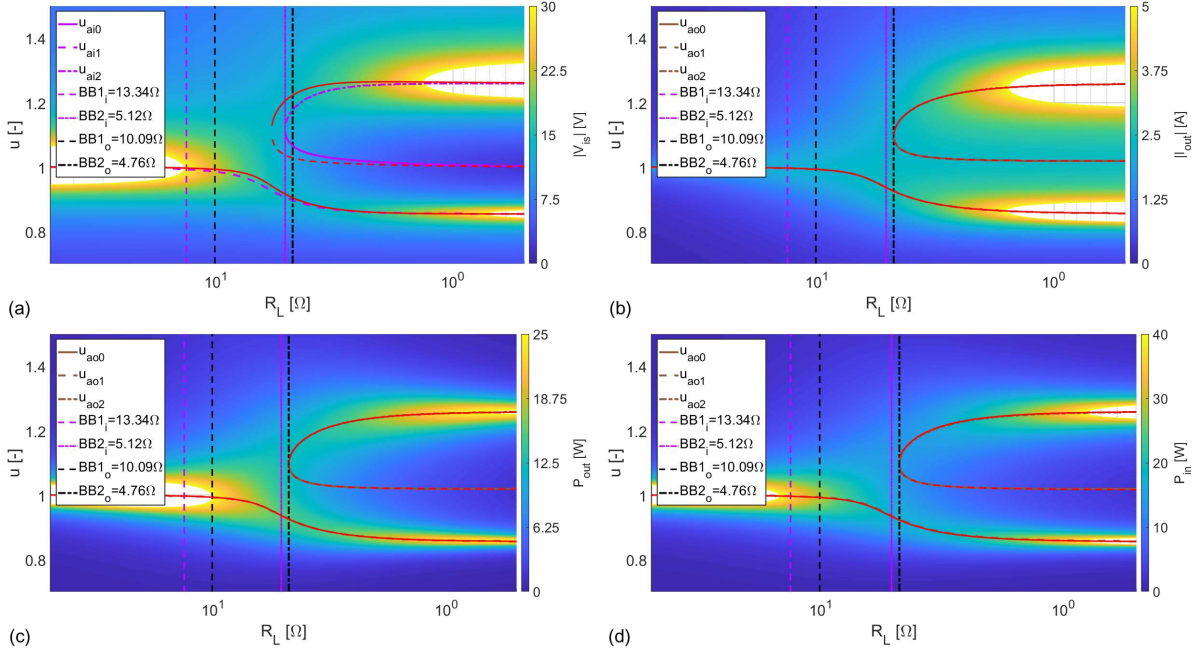 1.5
1.2
1
0.8
u [-]
u_ai0
u_ai1
u_ai2
BB1_i=13.34Ω
BB2_i=5.12Ω
BB1_o=10.09Ω
BB2_o=4.76Ω
30
22.5
15
7.5
0
|V_is| [V]
10^1
10^0
R_L [Ω]
(a)
1.5
1.2
1
0.8
u [-]
u_ao0
u_ao1
u_ao2
BB1_i=13.34Ω
BB2_i=5.12Ω
BB1_o=10.09Ω
BB2_o=4.76Ω
5
3.75
2.5
1.25
0
|I_out| [A]
10^1
10^0
R_L [Ω]
(b)
1.5
1.2
1
0.8
u [-]
u_ao0
u_ao1
u_ao2
BB1_i=13.34Ω
BB2_i=5.12Ω
BB1_o=10.09Ω
BB2_o=4.76Ω
25
18.75
12.5
6.25
0
P_out [W]
10^1
10^0
R_L [Ω]
(c)
1.5
1.2
1
0.8
u [-]
u_ao0
u_ao1
u_ao2
BB1_i=13.34Ω
BB2_i=5.12Ω
BB1_o=10.09Ω
BB2_o=4.76Ω
40
30
20
10
0
P_in [W]
10^1
10^0
R_L [Ω]
(d)